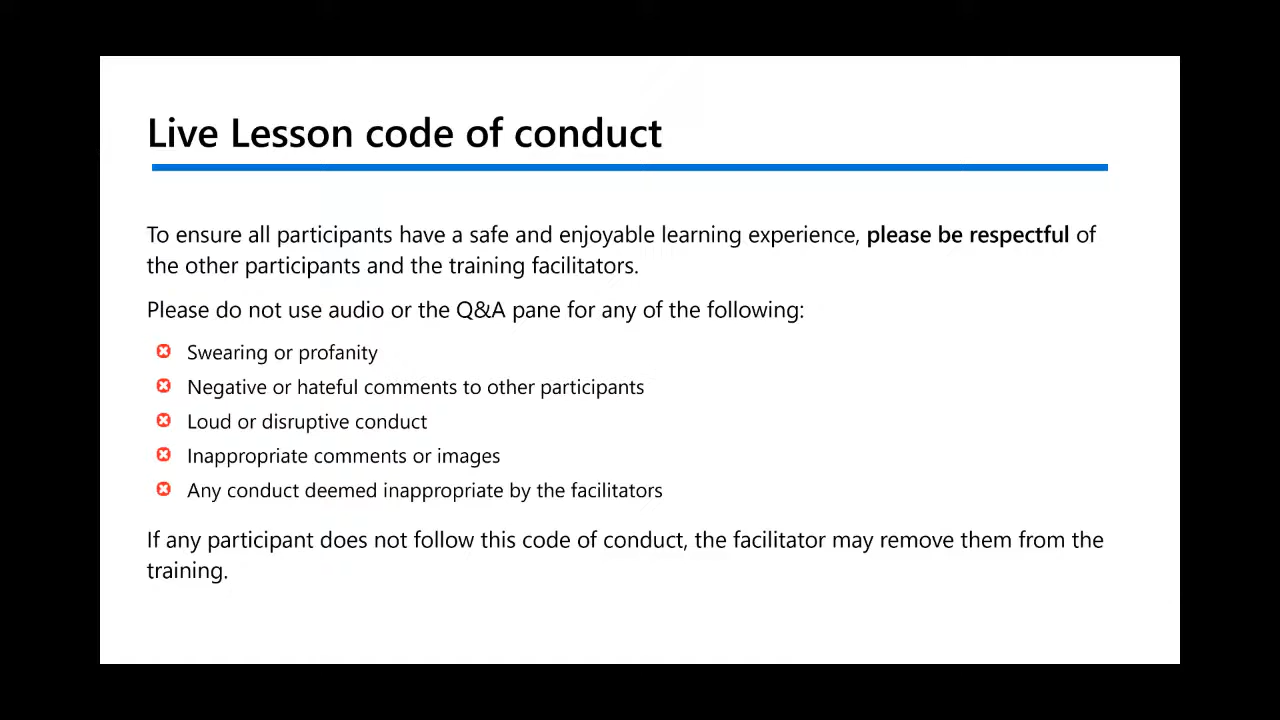 Live Lesson code of conduct
To ensure all participants have a safe and enjoyable learning experience, please be respectful of
the other participants and the training facilitators.
Please do not use audio or the Q&A pane for any of the following:
Swearing or profanity
Negative or hateful comments to other participants
Loud or disruptive conduct
Inappropriate comments or images
Any conduct deemed inappropriate by the facilitators
If any participant does not follow this code of conduct, the facilitator may remove them from the
training.